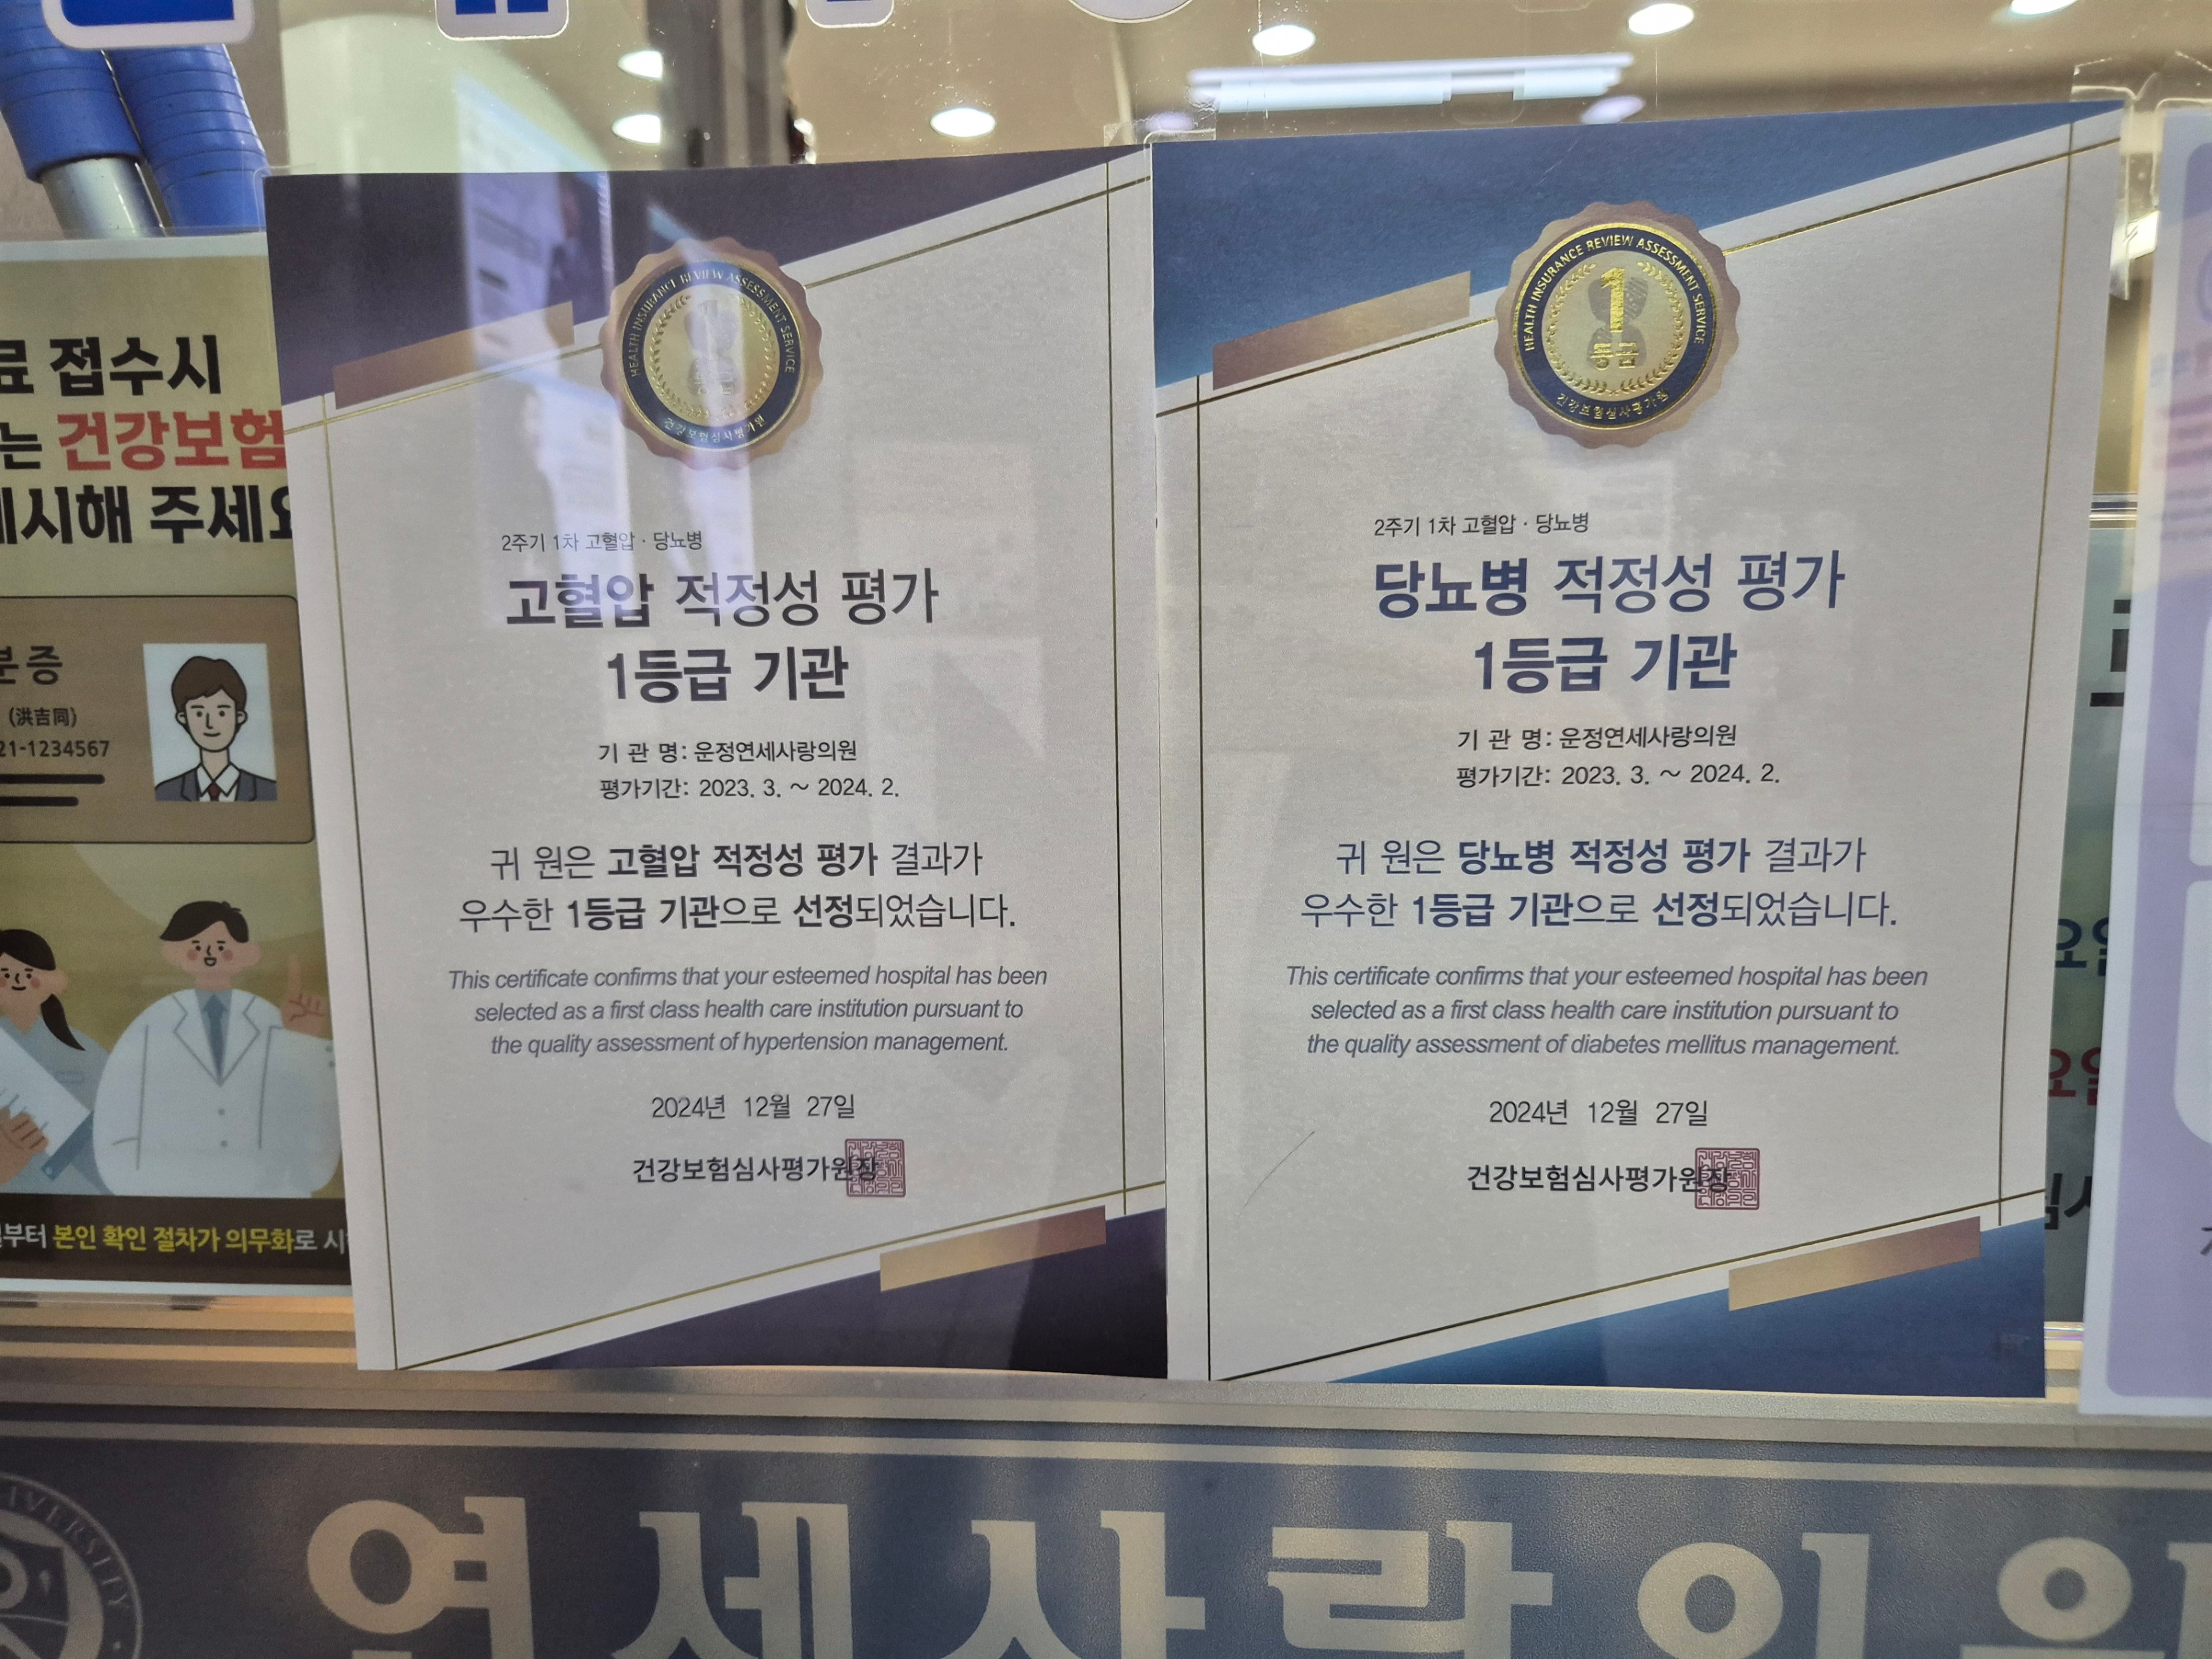 접수시
는 건강보험
시해 주세요
분증
(洪吉同)
21-1234567
부터 본인 확인 절차가 의무화로 시
HEALTH INSURANCE REVIEW ASSESSMENT SERVICE
1
등급
건강보험심사평가원
2주기 1차 고혈압 · 당뇨병
고혈압 적정성 평가
1등급 기관
기 관 명: 운정연세사랑의원
평가기간: 2023. 3. ~ 2024. 2.
귀 원은 고혈압 적정성 평가 결과가
우수한 1등급 기관으로 선정되었습니다.
This certificate confirms that your esteemed hospital has been
selected as a first class health care institution pursuant to
the quality assessment of hypertension management.
2024년 12월 27일
건강보험심사평가원장
HEALTH INSURANCE REVIEW ASSESSMENT SERVICE
1
등급
건강보험심사평가원
2주기 1차 고혈압 · 당뇨병
당뇨병 적정성 평가
1등급 기관
기 관 명: 운정연세사랑의원
평가기간: 2023. 3. ~ 2024. 2.
귀 원은 당뇨병 적정성 평가 결과가
우수한 1등급 기관으로 선정되었습니다.
This certificate confirms that your esteemed hospital has been
selected as a first class health care institution pursuant to
the quality assessment of diabetes mellitus management.
2024년 12월 27일
건강보험심사평가원장
연세사랑의원